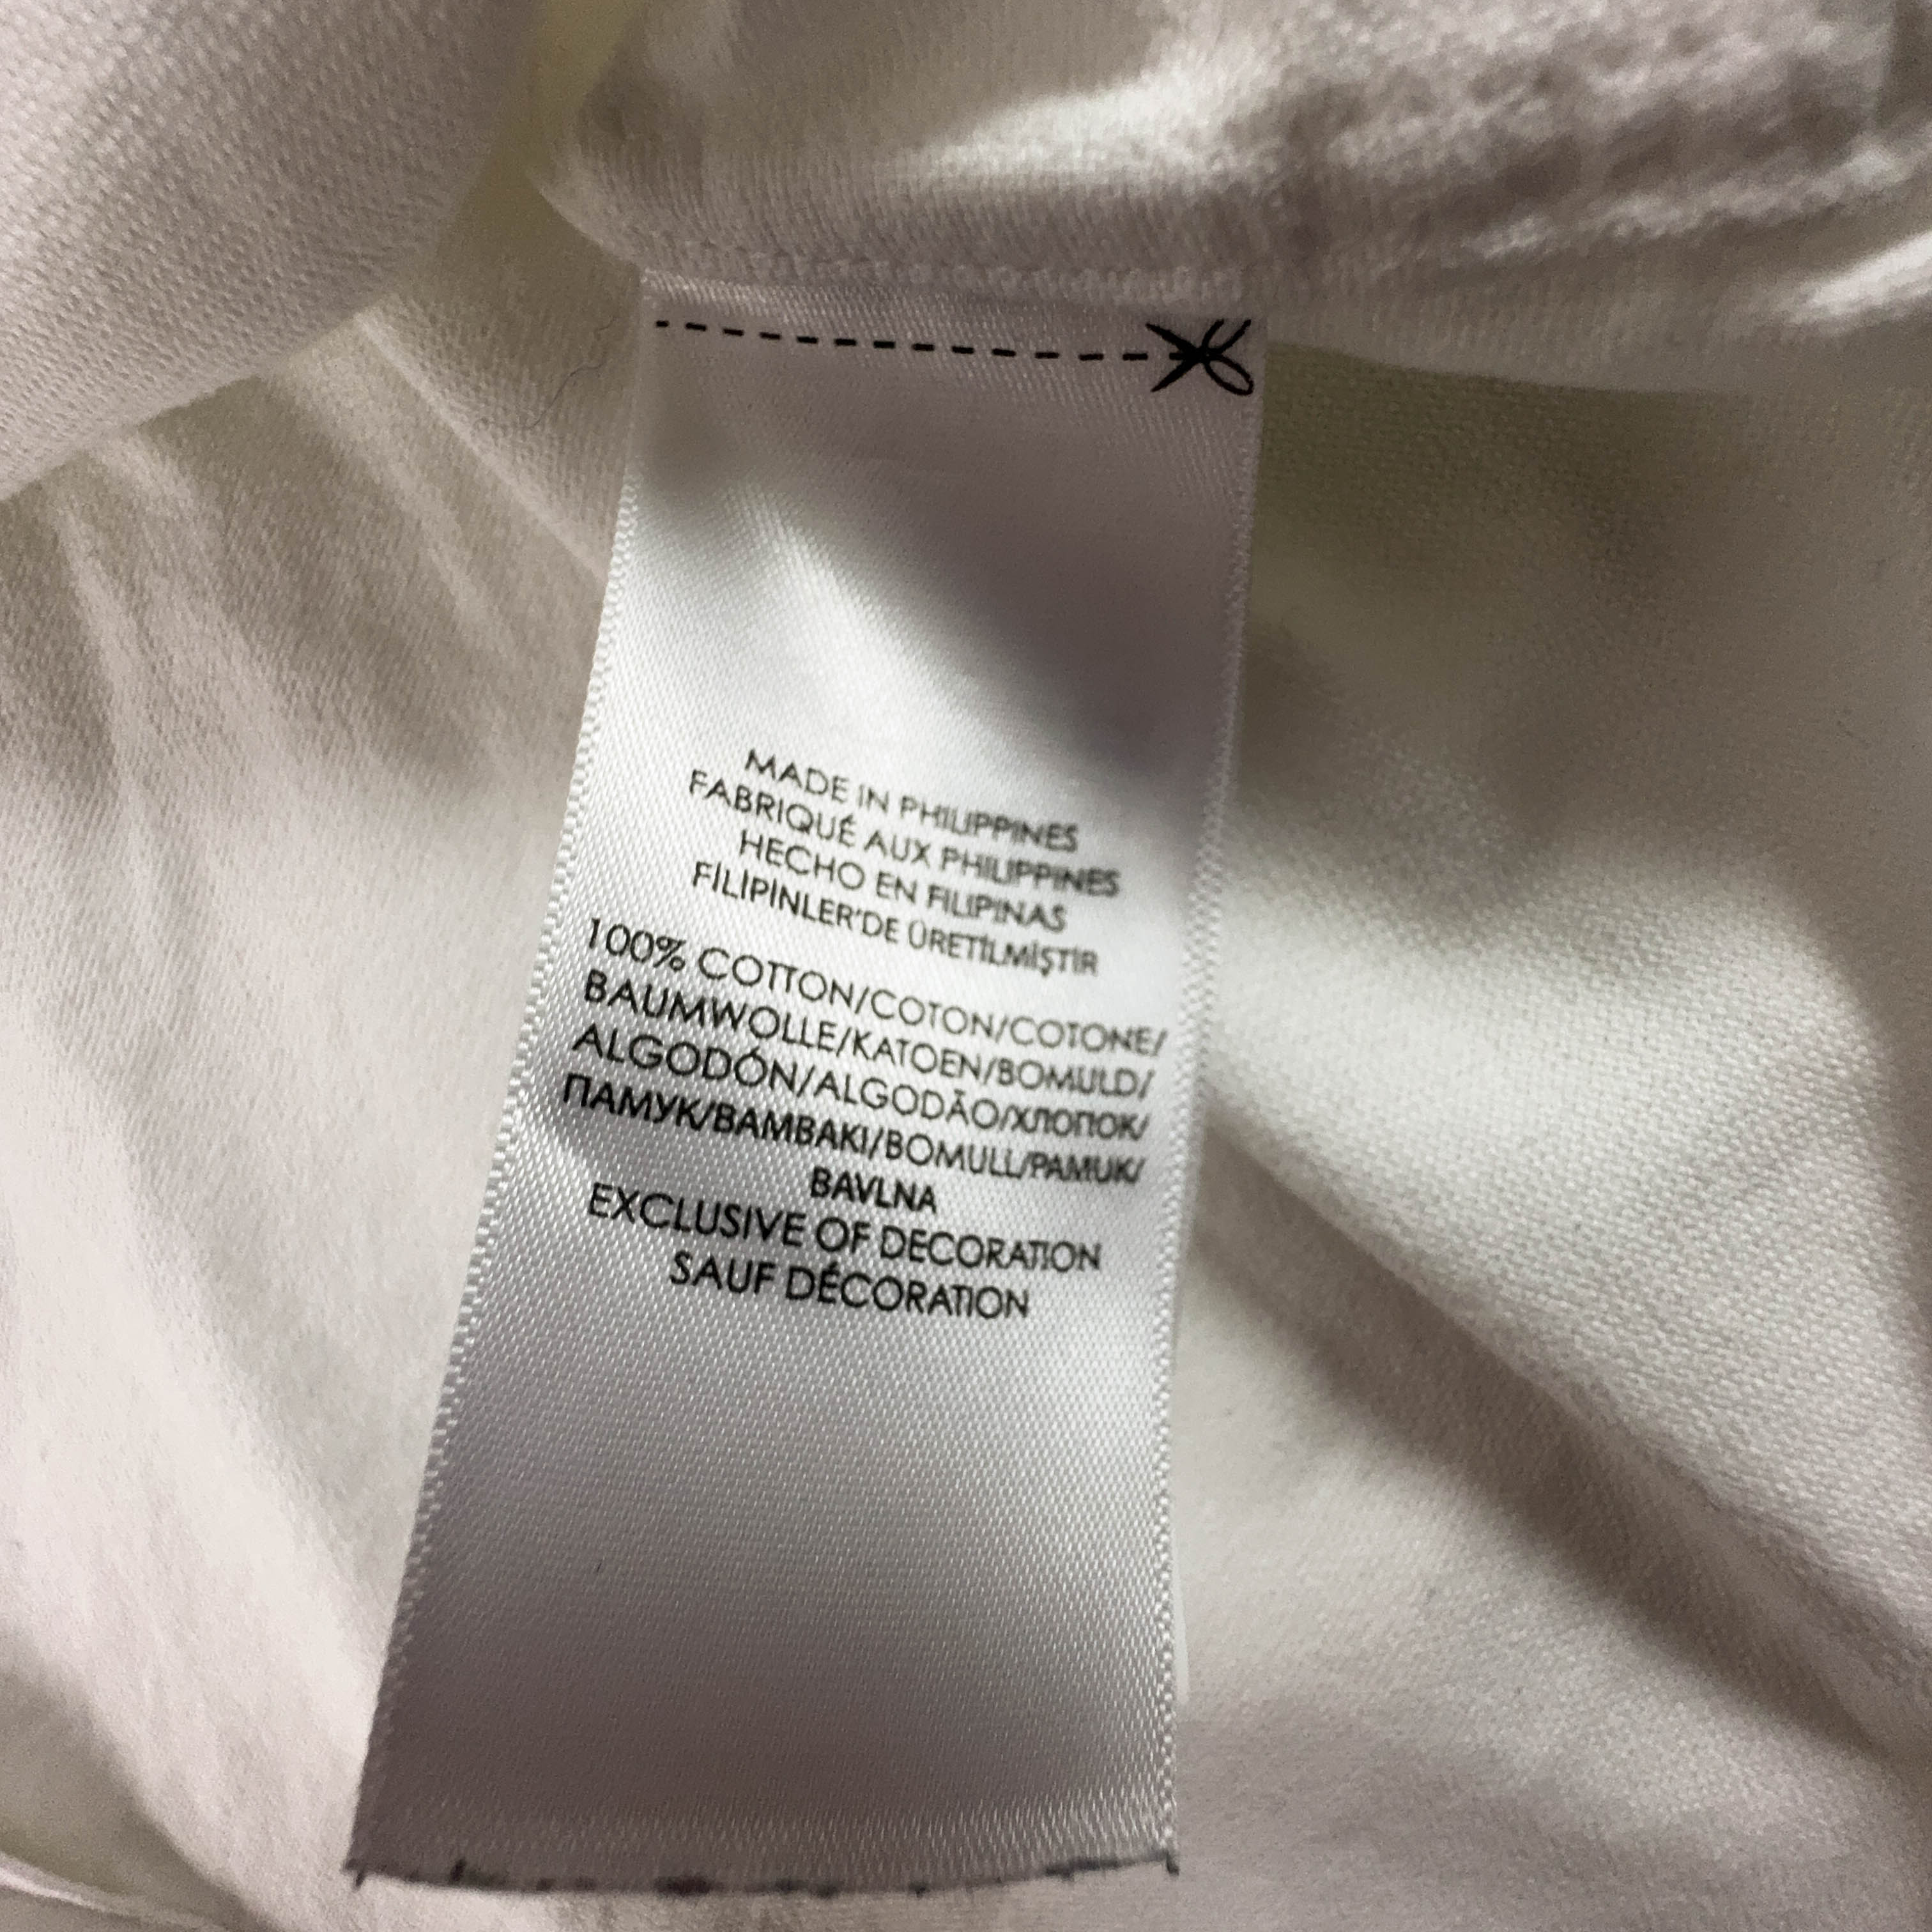 MADE IN PHILIPPINES
FABRIQUÉ AUX PHILIPPINES
HECHO EN FILIPINAS
FİLİPİNLER'DE ÜRETİLMİŞTİR
100% COTTON/COTON/COTONE/
BAUMWOLLE/KATOEN/BOMULD/
ALGODÓN/ALGODÃO/ХЛОПОК/
ПАМУК/BAMBAKI/BOMULL/PAMUK/
BAVLNA
EXCLUSIVE OF DECORATION
SAUF DÉCORATION